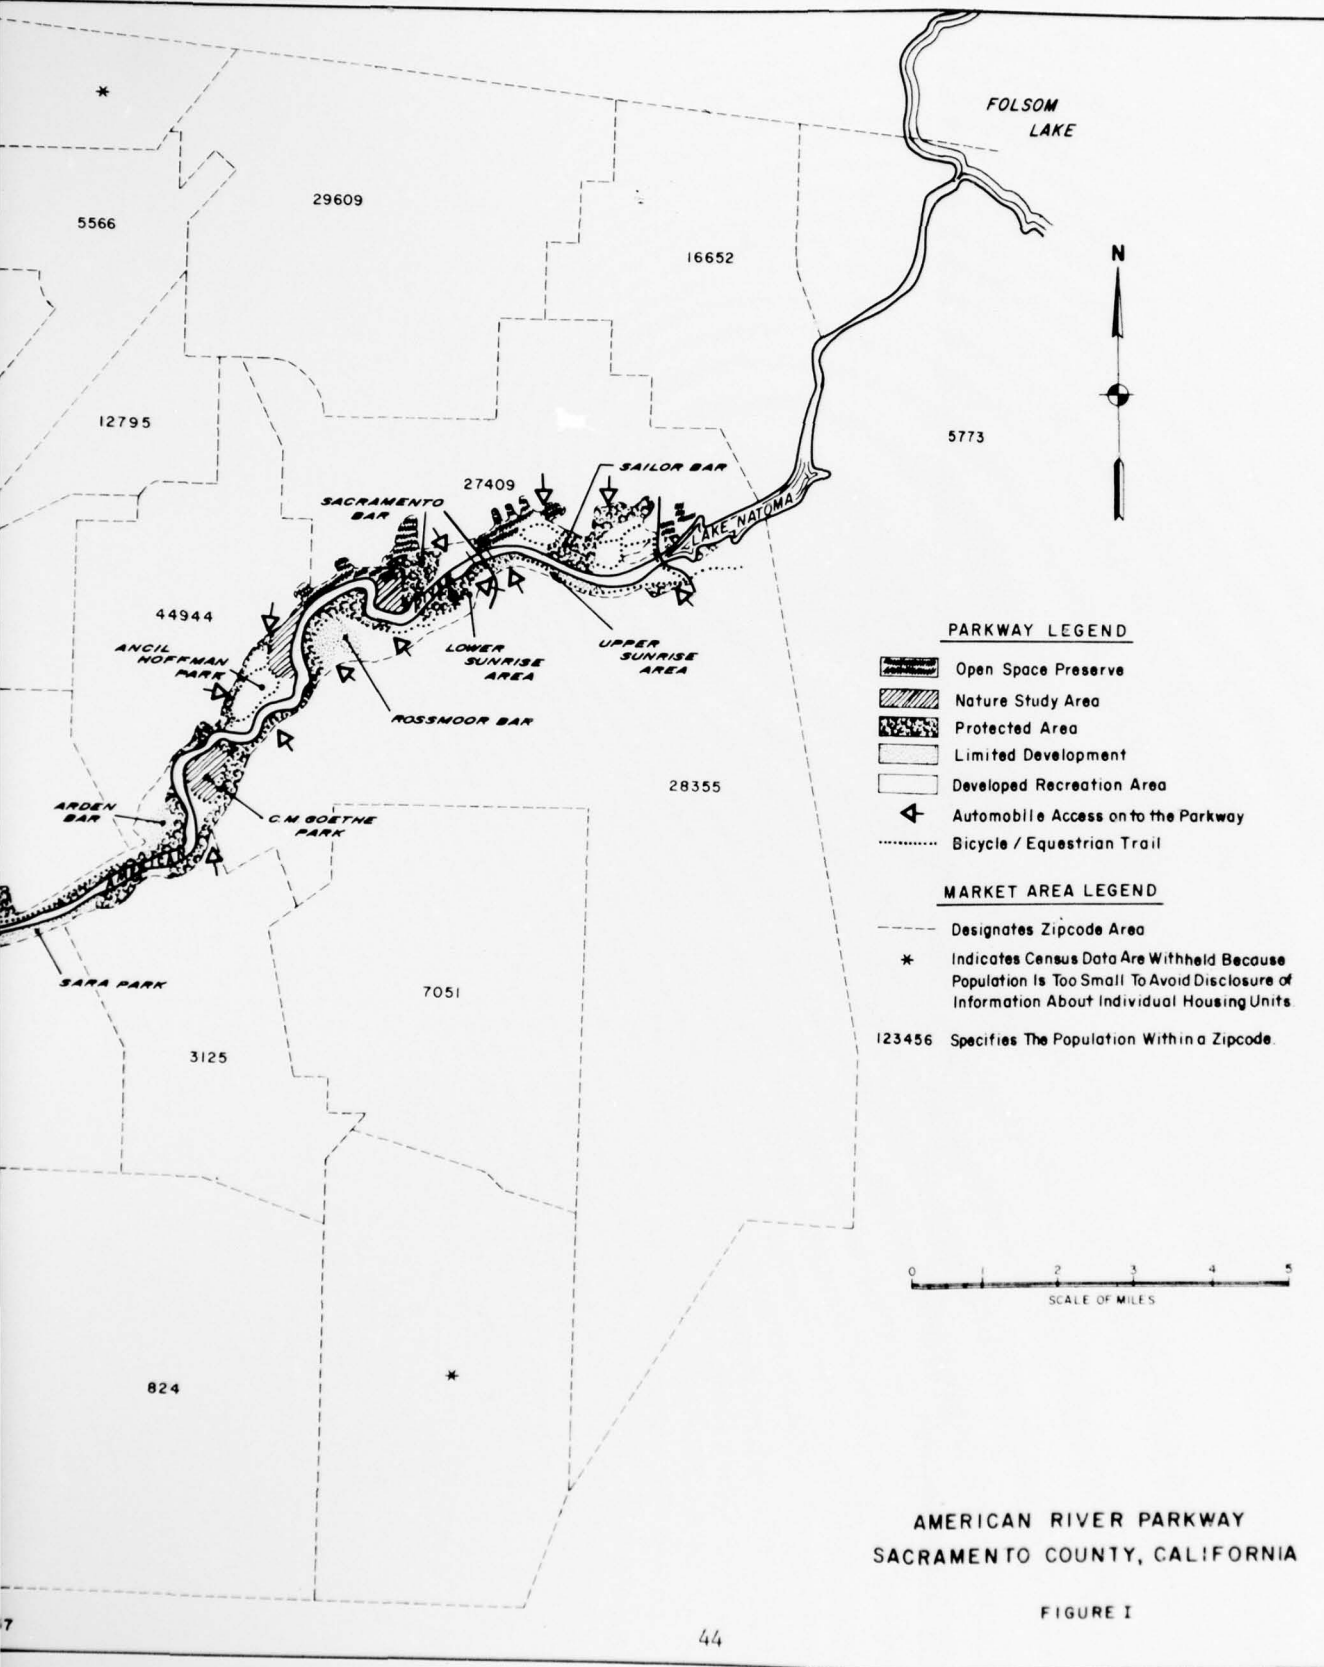 FOLSOM
LAKE
*
29609
5566
16652
N
12795
5773
SAILOR BAR
27409
SACRAMENTO
BAR
LAKE NATOMA
44944
ANCIL
HOFFMAN
PARK
LOWER
SUNRISE
AREA
UPPER
SUNRISE
AREA
ROSSMOOR BAR
28355
ARDEN
BAR
C.M GOETHE
PARK
AMERICAN
SARA PARK
7051
3125
824
*
PARKWAY LEGEND
Open Space Preserve
Nature Study Area
Protected Area
Limited Development
Developed Recreation Area
Automobile Access onto the Parkway
Bicycle / Equestrian Trail
MARKET AREA LEGEND
Designates Zipcode Area
* Indicates Census Data Are Withheld Because
Population Is Too Small To Avoid Disclosure of
Information About Individual Housing Units
123456 Specifies The Population Within a Zipcode.
0 1 2 3 4 5
SCALE OF MILES
AMERICAN RIVER PARKWAY
SACRAMENTO COUNTY, CALIFORNIA
FIGURE I
44